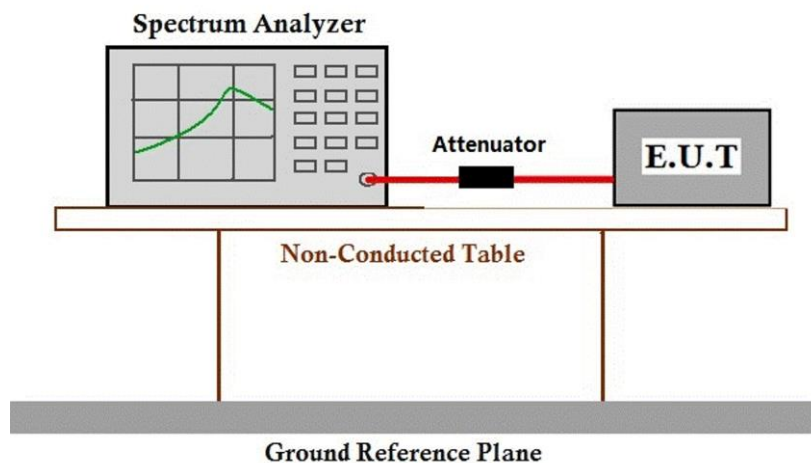 Spectrum Analyzer
Attenuator
E.U.T
Non-Conducted Table
Ground Reference Plane